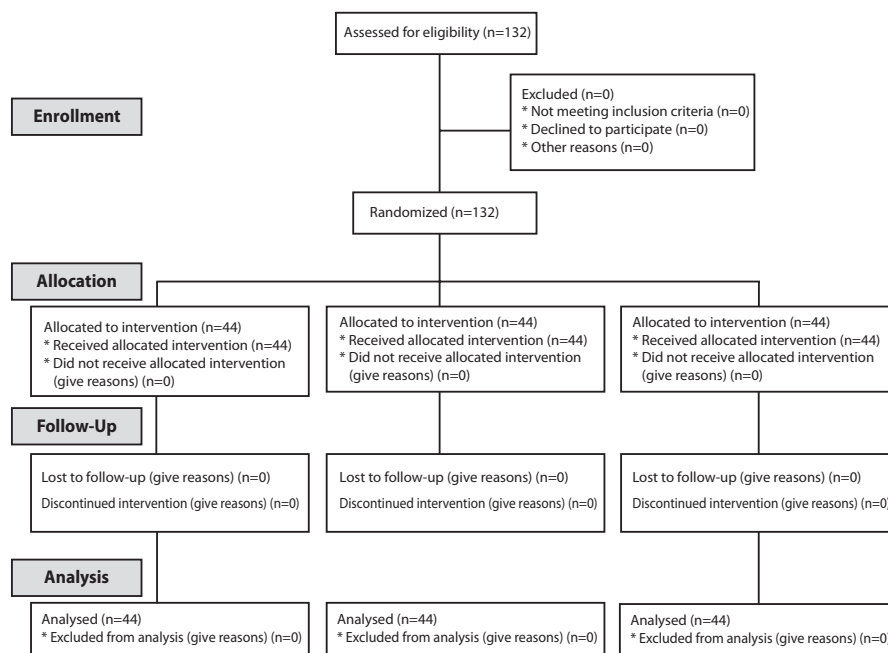 Assessed for eligibility (n=132)
Enrollment
Excluded (n=0)
* Not meeting inclusion criteria (n=0)
* Declined to participate (n=0)
* Other reasons (n=0)
Randomized (n=132)
Allocation
Allocated to intervention (n=44)
* Received allocated intervention (n=44)
* Did not receive allocated intervention
(give reasons) (n=0)
Allocated to intervention (n=44)
* Received allocated intervention (n=44)
* Did not receive allocated intervention
(give reasons) (n=0)
Allocated to intervention (n=44)
* Received allocated intervention (n=44)
* Did not receive allocated intervention
(give reasons) (n=0)
Follow-Up
Lost to follow-up (give reasons) (n=0)
Discontinued intervention (give reasons) (n=0)
Lost to follow-up (give reasons) (n=0)
Discontinued intervention (give reasons) (n=0)
Lost to follow-up (give reasons) (n=0)
Discontinued intervention (give reasons) (n=0)
Analysis
Analysed (n=44)
* Excluded from analysis (give reasons) (n=0)
Analysed (n=44)
* Excluded from analysis (give reasons) (n=0)
Analysed (n=44)
* Excluded from analysis (give reasons) (n=0)